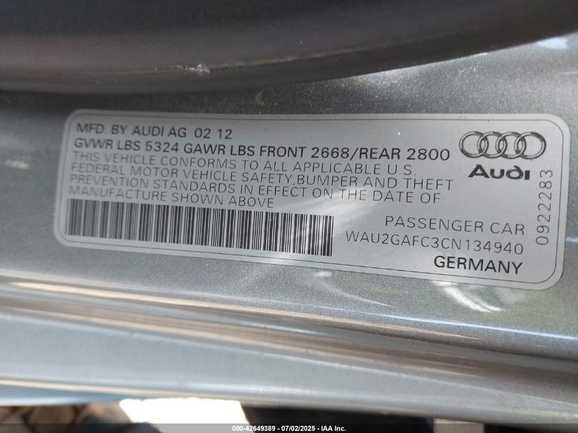 MFD. BY AUDI AG 02 12
GVWR LBS 5324 GAWR LBS FRONT 2668/REAR 2800
THIS VEHICLE CONFORMS TO ALL APPLICABLE U.S.
FEDERAL MOTOR VEHICLE SAFETY, BUMPER AND THEFT
PREVENTION STANDARDS IN EFFECT ON THE DATE OF
MANUFACTURE SHOWN ABOVE
Audi
0922283
PASSENGER CAR
WAU2GAFC3CN134940
GERMANY
000-42649389 - 07/02/2025 - IAA Inc.